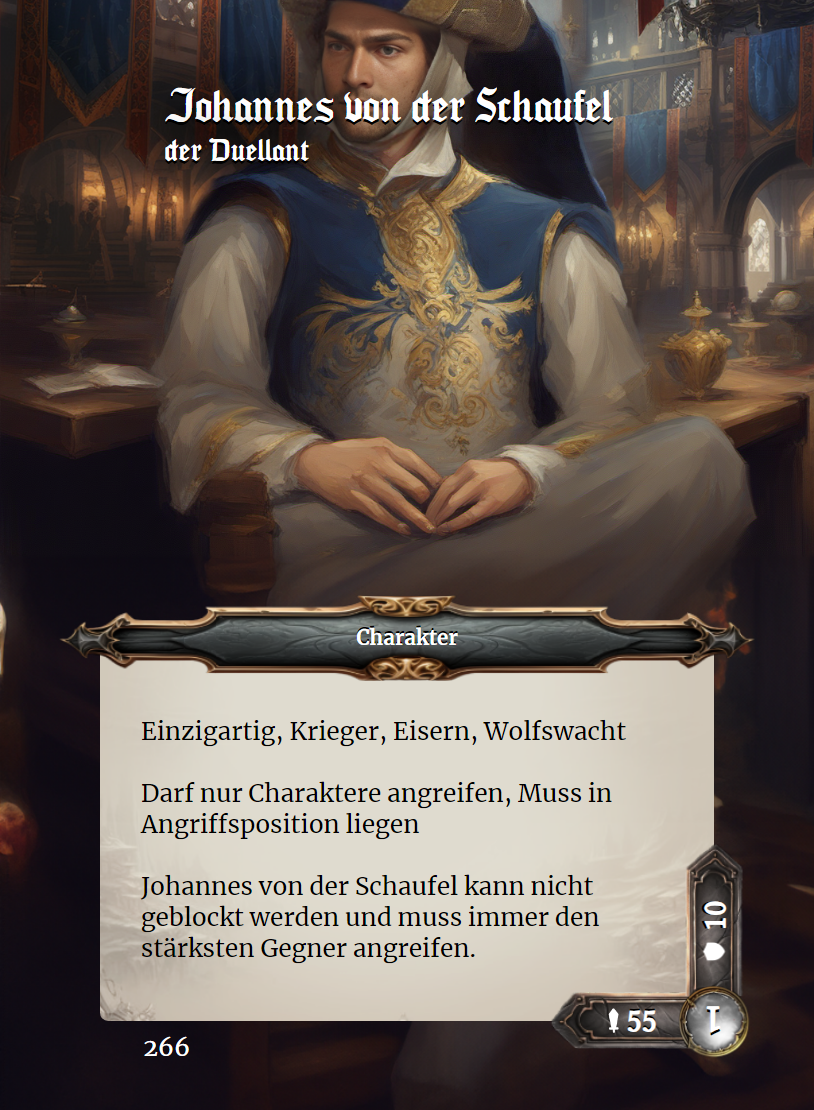 Johannes von der Schaufel
der Duellant
Charakter
Einzigartig, Krieger, Eisern, Wolfswacht
Darf nur Charaktere angreifen, Muss in
Angriffsposition liegen
Johannes von der Schaufel kann nicht
geblockt werden und muss immer den
stärksten Gegner angreifen.
10
55
1
266